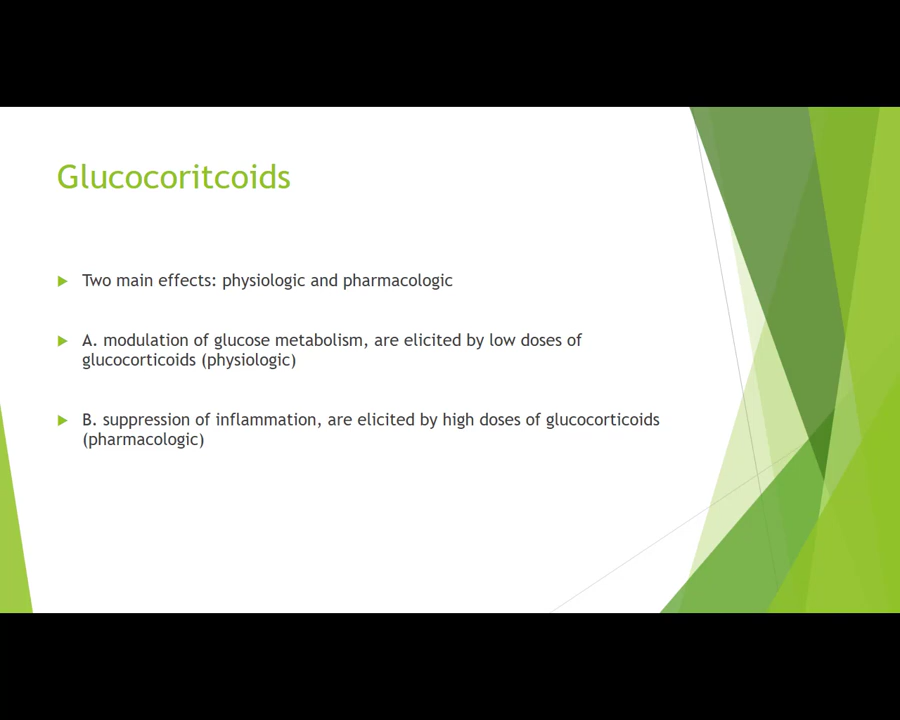 Glucocoritcoids
Two main effects: physiologic and pharmacologic
A. modulation of glucose metabolism, are elicited by low doses of
glucocorticoids (physiologic)
B. suppression of inflammation, are elicited by high doses of glucocorticoids
(pharmacologic)